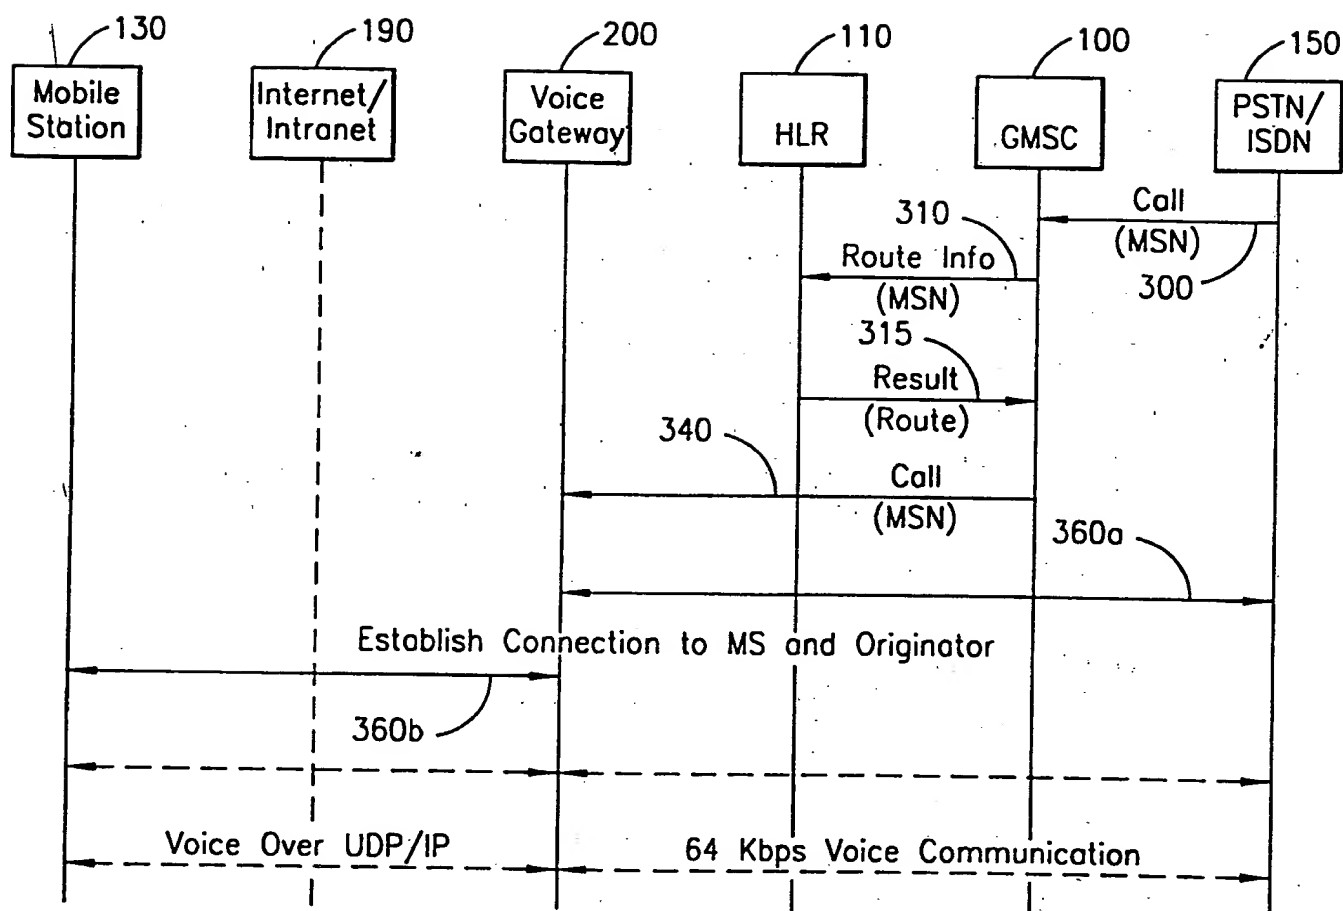 130
190
200
110
100
150
Mobile
Station
Internet/
Intranet
Voice
Gateway
HLR
GMSC
PSTN/
ISDN
Call
(MSN)
300
310
Route Info
(MSN)
315
Result
(Route)
340
Call
(MSN)
360a
Establish Connection to MS and Originator
360b
Voice Over UDP/IP
64 Kbps Voice Communication